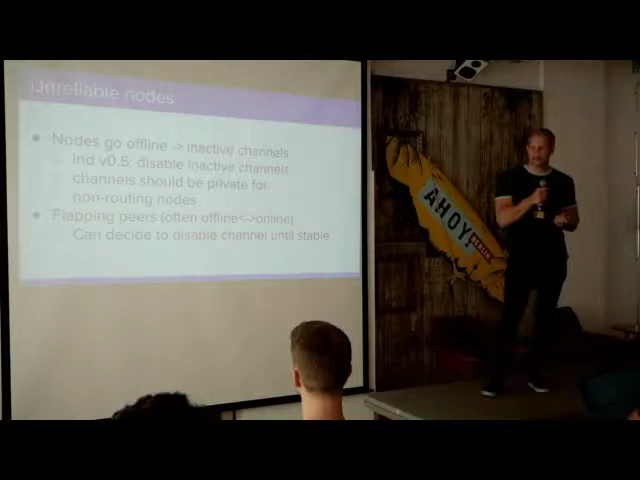 Unreliable nodes
● Nodes go offline -> inactive channels
lnd v0.5: disable inactive channels
channels should be private for
non-routing nodes
● Flapping peers (often offline<->online)
Can decide to disable channel until stable
AHOY!
BERLIN